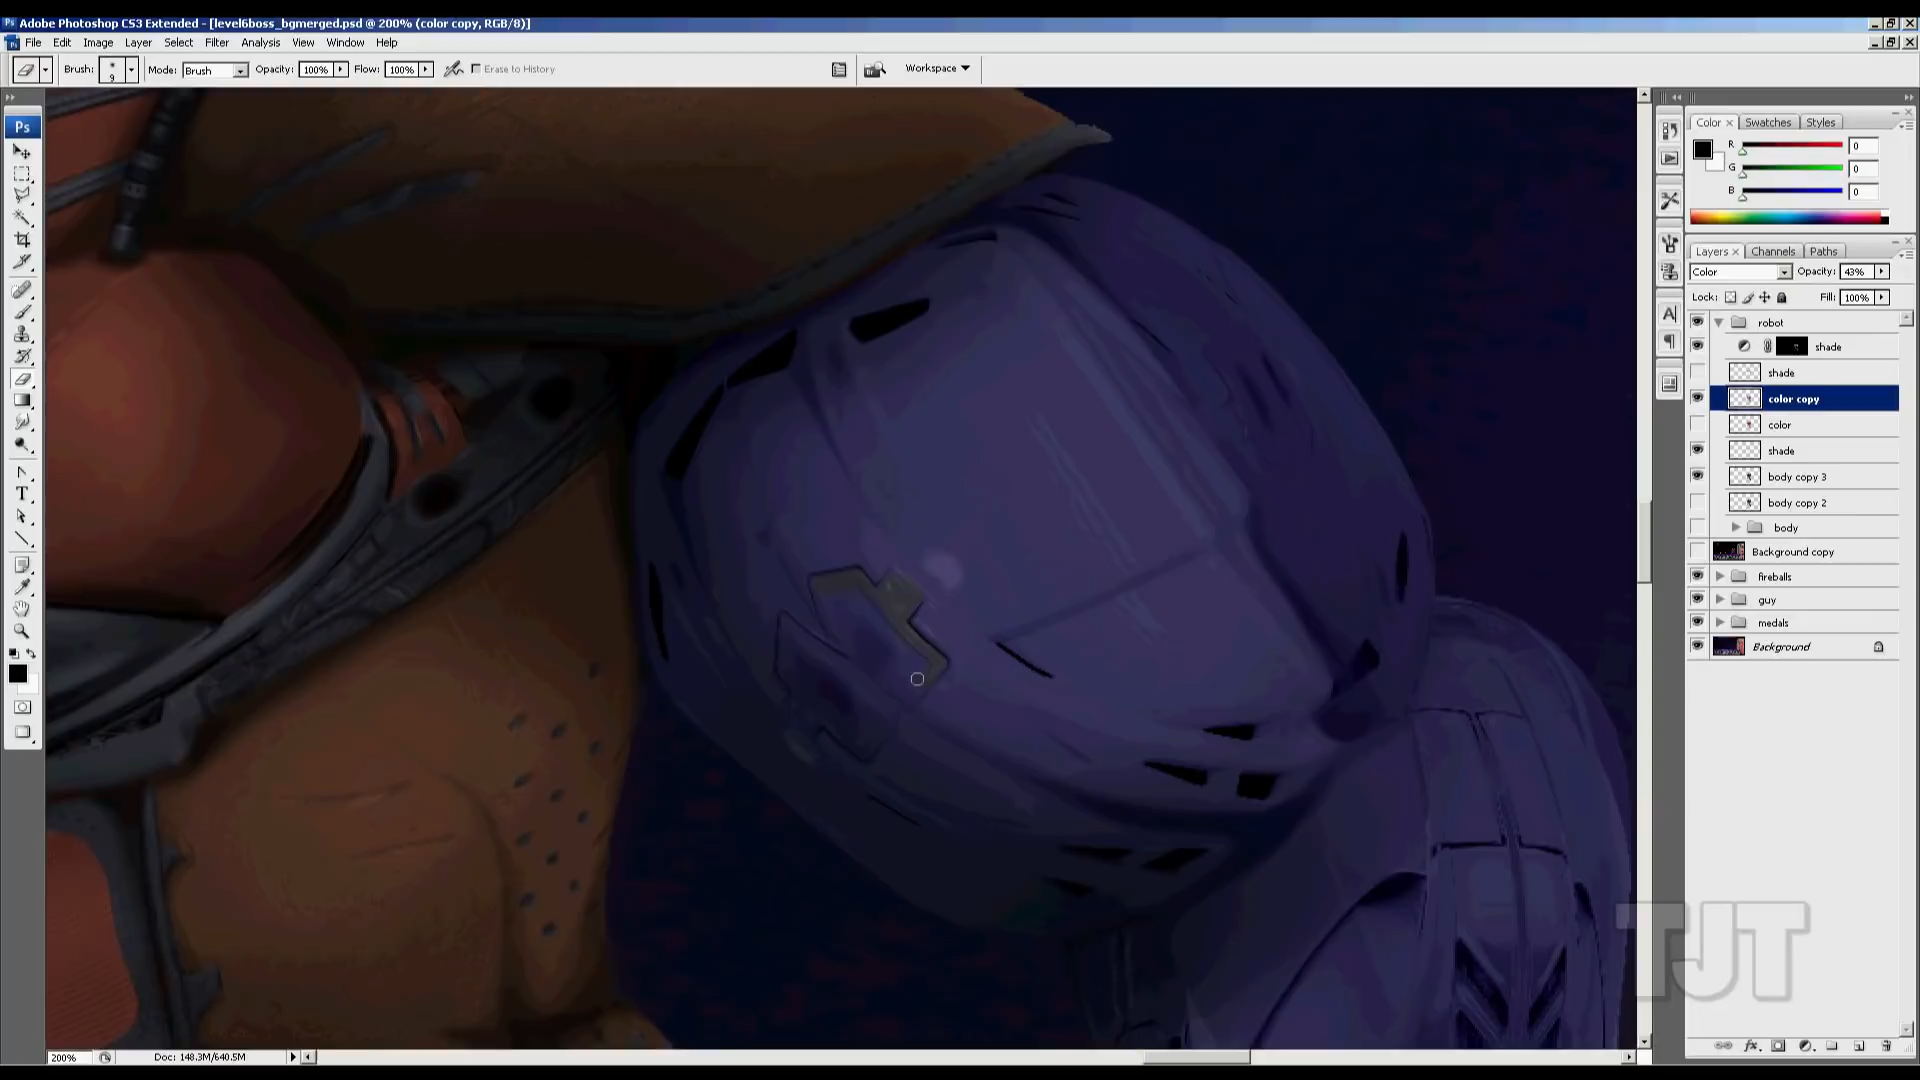 Adobe Photoshop CS3 Extended - [level6boss_bgmerged.psd @ 200% (color copy, RGB/8)]
File Edit Image Layer Select Filter Analysis View Window Help
Brush: 9 Mode: Brush Opacity: 100% Flow: 100% Erase to History Workspace
Ps
Color Swatches Styles
R 0
G 0
B 0
Layers Channels Paths
Color Opacity: 43%
Lock: Fill: 100%
robot
shade
shade
color copy
color
shade
body copy 3
body copy 2
body
Background copy
fireballs
guy
medals
Background
TJT
200% Doc: 148.3M/640.5M